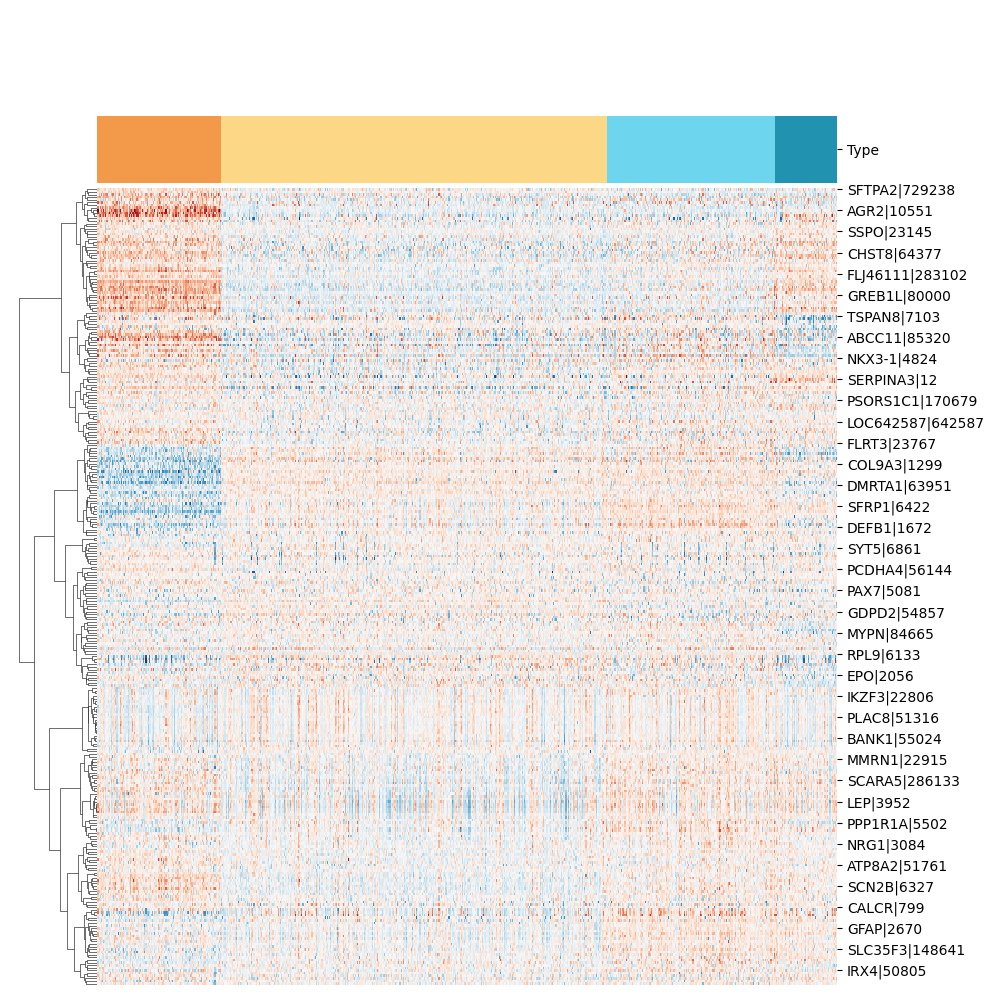 Type
SFTPA2|729238
AGR2|10551
SSPO|23145
CHST8|64377
FLJ46111|283102
GREB1L|80000
TSPAN8|7103
ABCC11|85320
NKX3-1|4824
SERPINA3|12
PSORS1C1|170679
LOC642587|642587
FLRT3|23767
COL9A3|1299
DMRTA1|63951
SFRP1|6422
DEFB1|1672
SYT5|6861
PCDHA4|56144
PAX7|5081
GDPD2|54857
MYPN|84665
RPL9|6133
EPO|2056
IKZF3|22806
PLAC8|51316
BANK1|55024
MMRN1|22915
SCARA5|286133
LEP|3952
PPP1R1A|5502
NRG1|3084
ATP8A2|51761
SCN2B|6327
CALCR|799
GFAP|2670
SLC35F3|148641
IRX4|50805